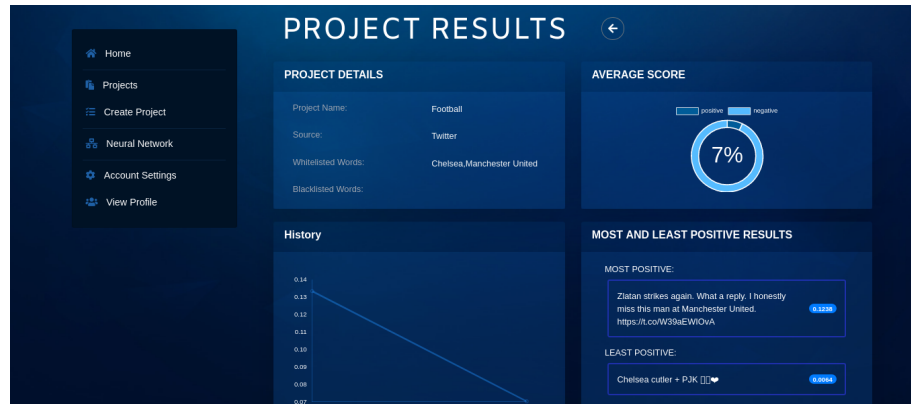 PROJECT RESULTS
Home
Projects
Create Project
Neural Network
Account Settings
View Profile
PROJECT DETAILS
Project Name: Football
Source: Twitter
Whitelisted Words: Chelsea,Manchester United
Blacklisted Words:
AVERAGE SCORE
positive negative
7%
History
0.14
0.13
0.12
0.11
0.10
0.09
0.08
0.07
MOST AND LEAST POSITIVE RESULTS
MOST POSITIVE:
Zlatan strikes again. What a reply. I honestly
miss this man at Manchester United.
https://t.co/W39aEWIOvA
0.1238
LEAST POSITIVE:
Chelsea cutler + PJK ▯▯❤
0.0064